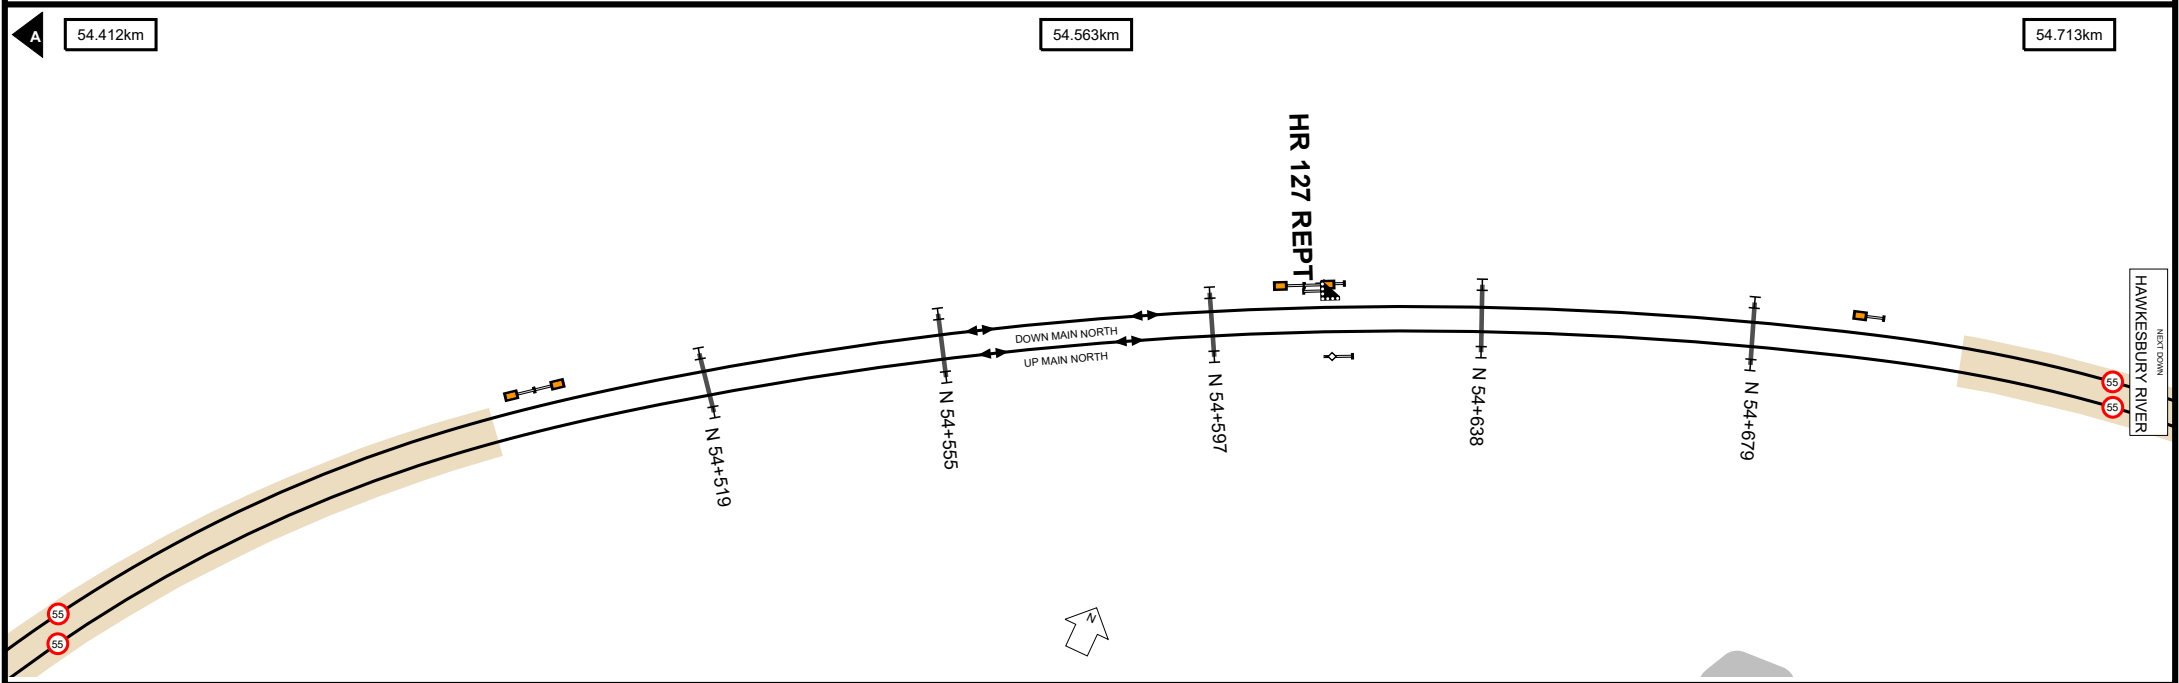 A
54.412km
54.563km
54.713km
HR 127 REPT
DOWN MAIN NORTH
UP MAIN NORTH
N 54+519
N 54+555
N 54+597
N 54+638
N 54+679
55
55
HAWKESBURY RIVER
NEXT DOWN
55
55
N